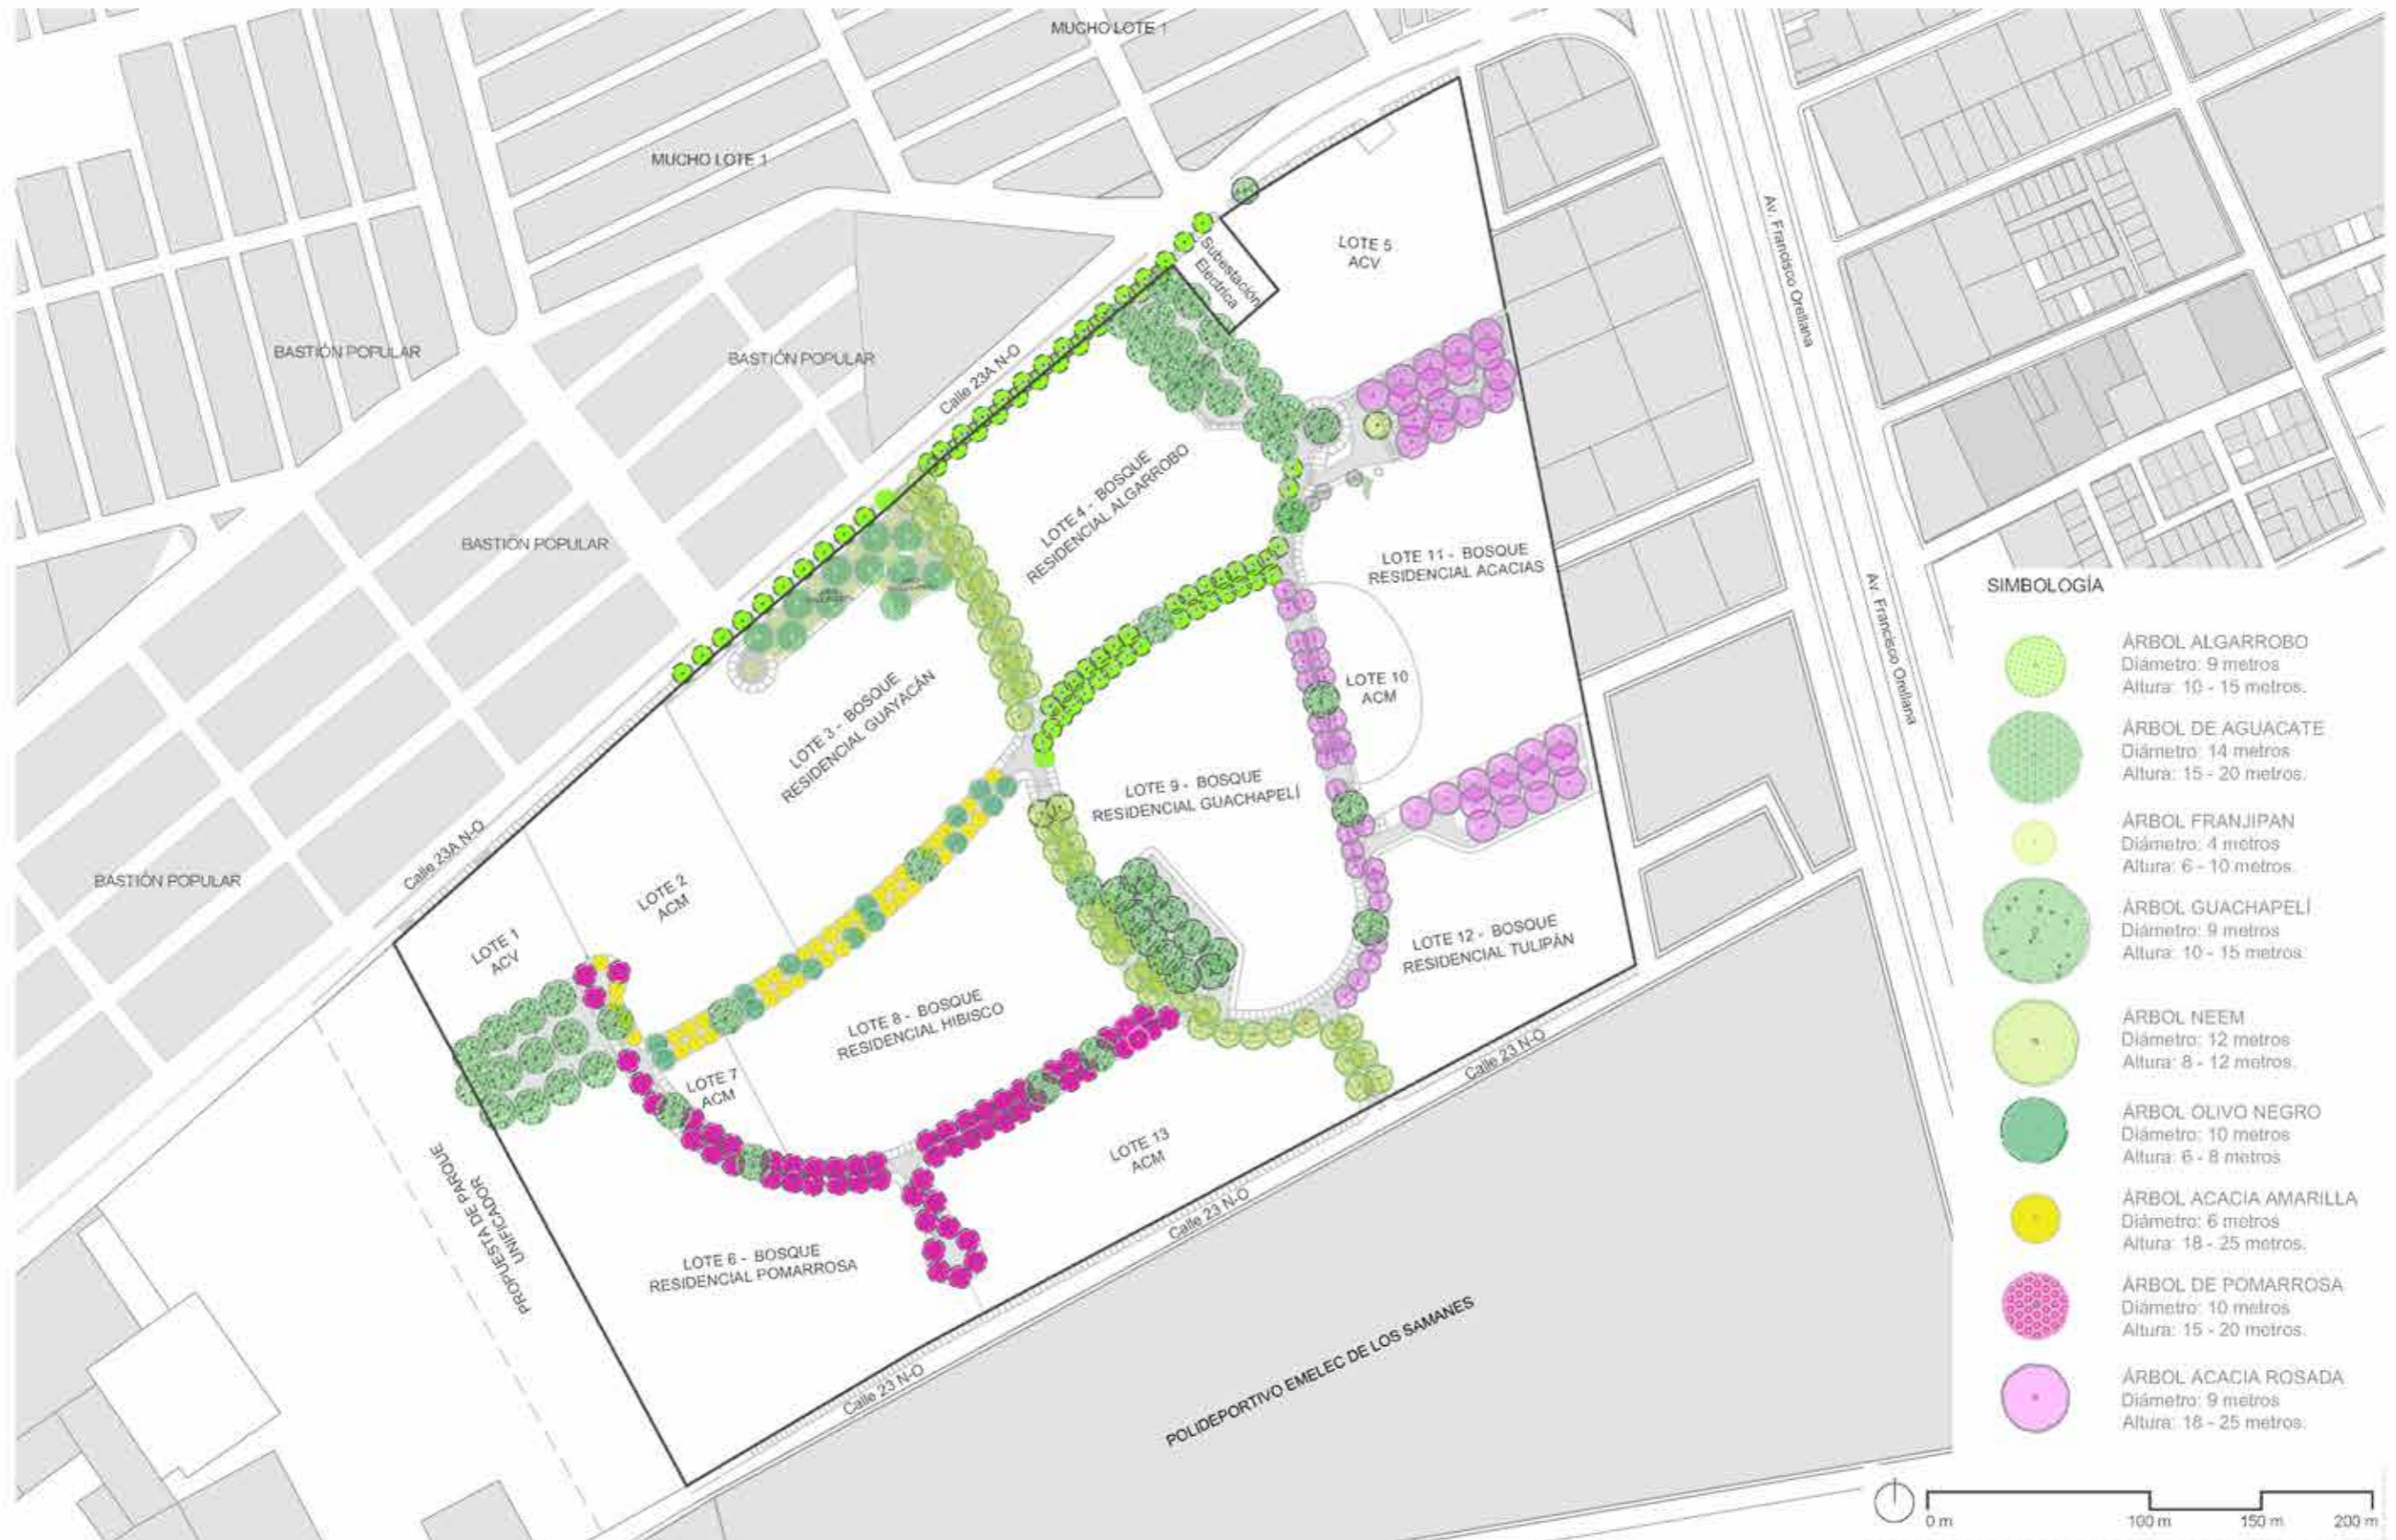 MUCHO LOTE 1
MUCHO LOTE 1
BASTIÓN POPULAR
BASTIÓN POPULAR
BASTIÓN POPULAR
BASTIÓN POPULAR
Calle 23A N-O
Calle 23A N-O
Subestación
Electrica
LOTE 5
ACV
Av. Francisco Orellana
Av. Francisco Orellana
LOTE 4 - BOSQUE
RESIDENCIAL ALGARROBO
LOTE 11 - BOSQUE
RESIDENCIAL ACACIAS
LOTE 10
ACM
LOTE 3 - BOSQUE
RESIDENCIAL GUAYACÁN
LOTE 9 - BOSQUE
RESIDENCIAL GUACHAPELÍ
LOTE 2
ACM
LOTE 1
ACV
LOTE 12 - BOSQUE
RESIDENCIAL TULIPÁN
LOTE 8 - BOSQUE
RESIDENCIAL HIBISCO
LOTE 7
ACM
LOTE 13
ACM
LOTE 6 - BOSQUE
RESIDENCIAL POMARROSA
PROPUESTA DE PARQUE
UNIFICADOR
Calle 23 N-O
Calle 23 N-O
Calle 23 N-O
POLIDEPORTIVO EMELEC DE LOS SAMANES
SIMBOLOGÍA
ÁRBOL ALGARROBO
Diámetro: 9 metros
Altura: 10 - 15 metros.
ÁRBOL DE AGUACATE
Diámetro: 14 metros
Altura: 15 - 20 metros.
ÁRBOL FRANJIPAN
Diámetro: 4 metros
Altura: 6 - 10 metros.
ÁRBOL GUACHAPELÍ
Diámetro: 9 metros
Altura: 10 - 15 metros.
ÁRBOL NEEM
Diámetro: 12 metros
Altura: 8 - 12 metros.
ÁRBOL OLIVO NEGRO
Diámetro: 10 metros
Altura: 6 - 8 metros
ÁRBOL ACACIA AMARILLA
Diámetro: 6 metros
Altura: 18 - 25 metros.
ÁRBOL DE POMARROSA
Diámetro: 10 metros
Altura: 15 - 20 metros.
ÁRBOL ACACIA ROSADA
Diámetro: 9 metros
Altura: 18 - 25 metros.
0 m 100 m 150 m 200 m